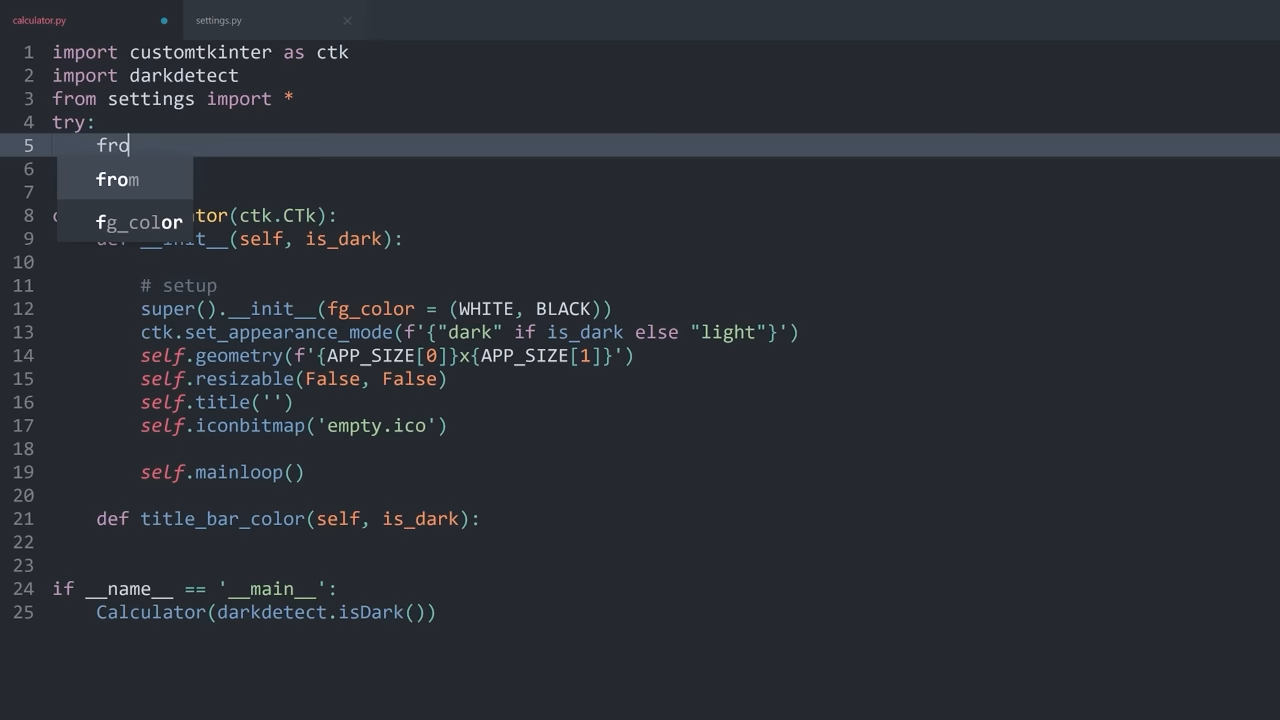 calculator.py
settings.py
1 import customtkinter as ctk
2 import darkdetect
3 from settings import *
4 try:
5     fro
6 from
7
8 fg_color tor(ctk.CTk):
9     def __init__(self, is_dark):
10
11         # setup
12         super().__init__(fg_color = (WHITE, BLACK))
13         ctk.set_appearance_mode(f'{"dark" if is_dark else "light"}')
14         self.geometry(f'{APP_SIZE[0]}x{APP_SIZE[1]}')
15         self.resizable(False, False)
16         self.title('')
17         self.iconbitmap('empty.ico')
18
19         self.mainloop()
20
21     def title_bar_color(self, is_dark):
22
23
24 if __name__ == '__main__':
25     Calculator(darkdetect.isDark())